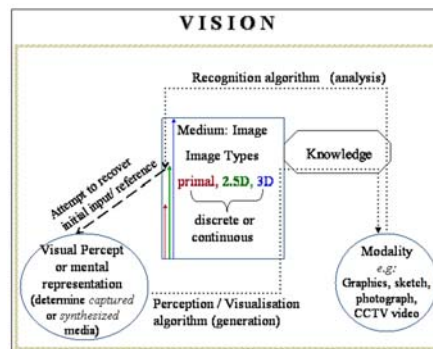 VISION
Recognition algorithm (analysis)
Medium: Image
Image Types
primal, 2.5D, 3D
discrete or
continuous
Knowledge
Attempt to recover
initial input/ reference
Visual Percept
or mental
representation
(determine captured
or synthesized
media)
Modality
e.g:
Graphics, sketch,
photograph,
CCTV video
Perception / Visualisation
algorithm (generation)